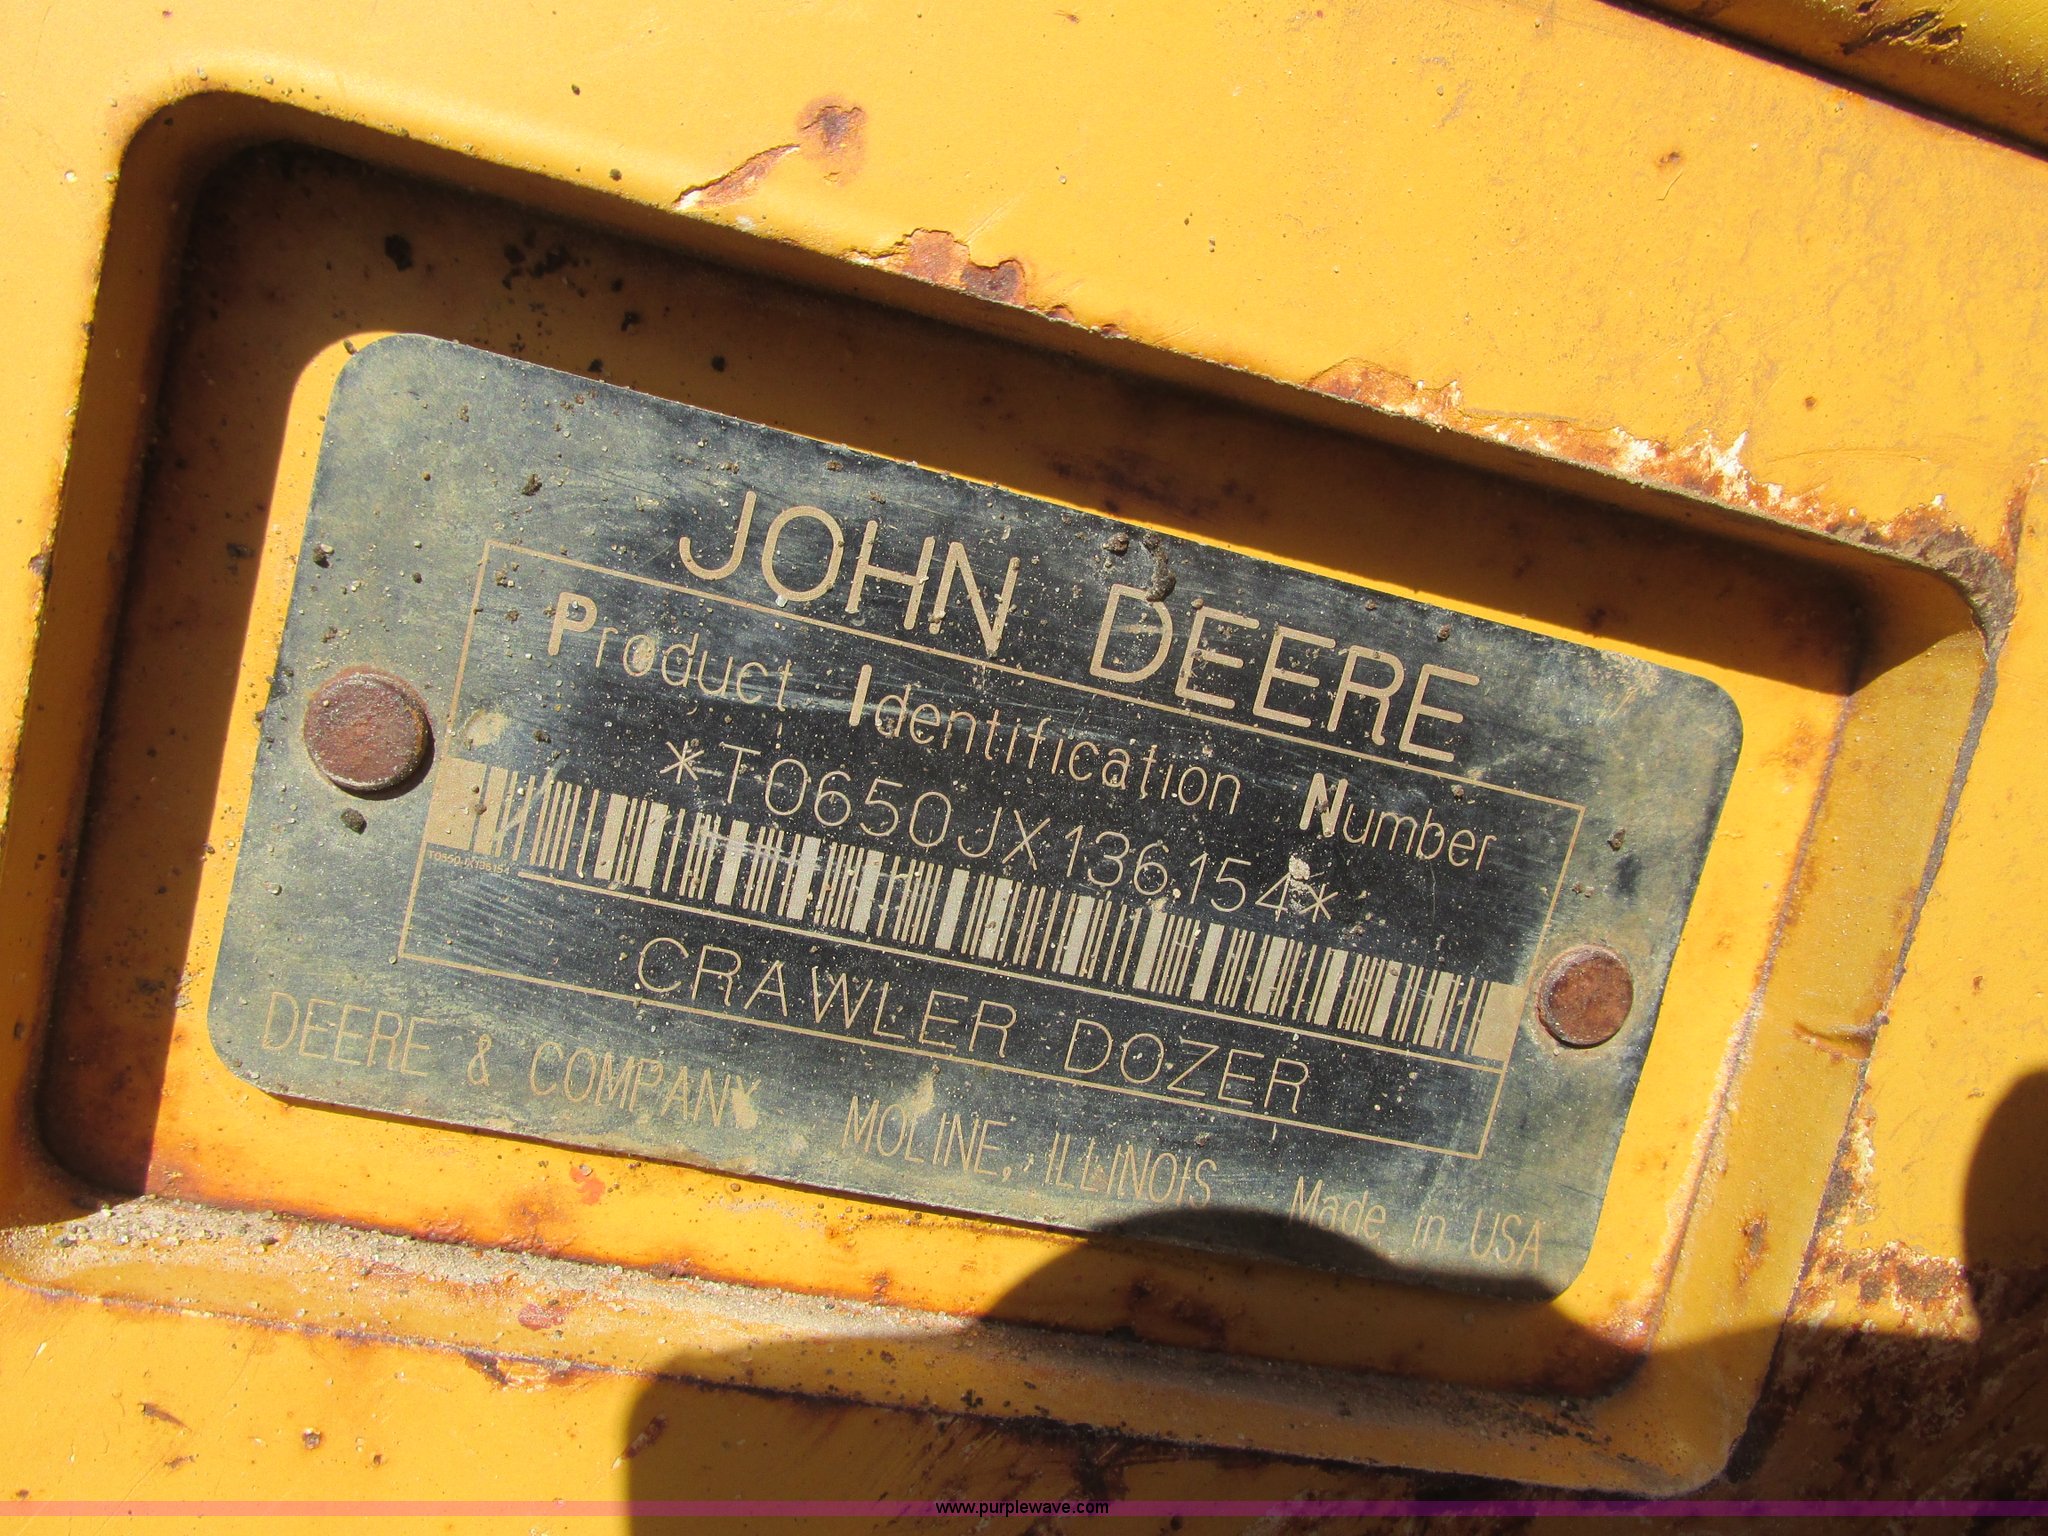 JOHN DEERE
Product Identification Number
*T0650JX136154*
CRAWLER DOZER
DEERE & COMPANY MOLINE, ILLINOIS Made in USA
www.purplewave.com